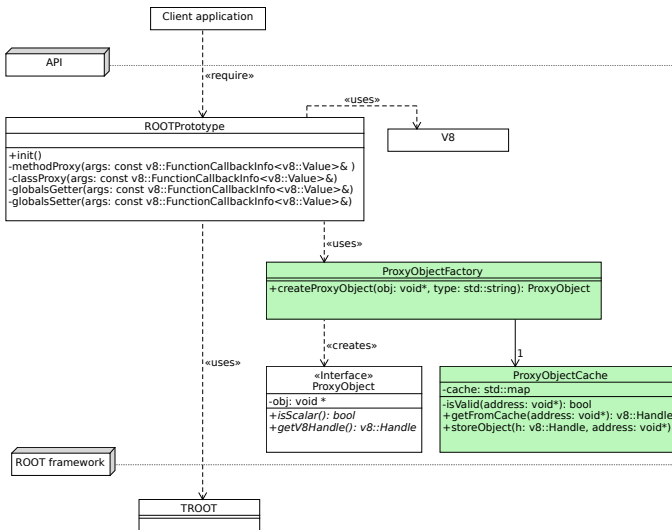 Client application
API
«require»
«uses»
ROOTPrototype
V8
+init()
-methodProxy(args: const v8::FunctionCallbackInfo<v8::Value>& )
-classProxy(args: const v8::FunctionCallbackInfo<v8::Value>&)
-globalsGetter(args: const v8::FunctionCallbackInfo<v8::Value>&)
-globalsSetter(args: const v8::FunctionCallbackInfo<v8::Value>&)
«uses»
ProxyObjectFactory
+createProxyObject(obj: void*, type: std::string): ProxyObject
«creates»
1
«uses»
«Interface»
ProxyObject
-obj: void *
+isScalar(): bool
+getV8Handle(): v8::Handle
ProxyObjectCache
-cache: std::map
-isValid(address: void*): bool
+getFromCache(address: void*): v8::Handle
+storeObject(h: v8::Handle, address: void*)
ROOT framework
TROOT